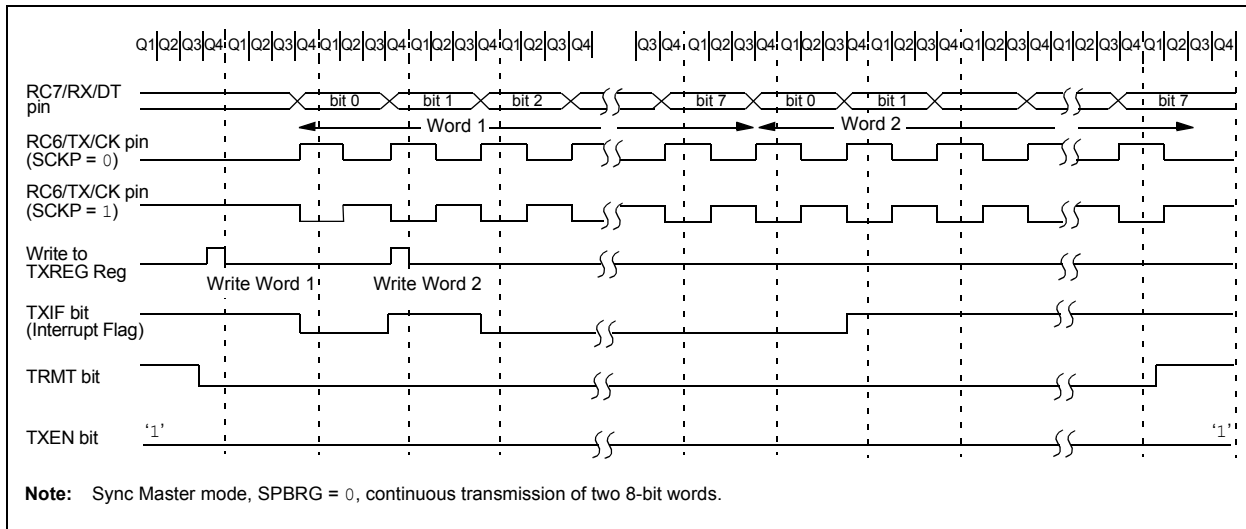 Q1 Q2 Q3 Q4 Q1 Q2 Q3 Q4 Q1 Q2 Q3 Q4 Q1 Q2 Q3 Q4 Q1 Q2 Q3 Q4 Q3 Q4 Q1 Q2 Q3 Q4 Q1 Q2 Q3 Q4 Q1 Q2 Q3 Q4 Q1 Q2 Q3 Q4 Q1 Q2 Q3 Q4 Q1 Q2 Q3 Q4
RC7/RX/DT
pin
bit 0 bit 1 bit 2 bit 7 bit 0 bit 1 bit 7
Word 1 Word 2
RC6/TX/CK pin
(SCKP = 0)
RC6/TX/CK pin
(SCKP = 1)
Write to
TXREG Reg
Write Word 1 Write Word 2
TXIF bit
(Interrupt Flag)
TRMT bit
TXEN bit
‘1’ ‘1’
Note: Sync Master mode, SPBRG = 0, continuous transmission of two 8-bit words.